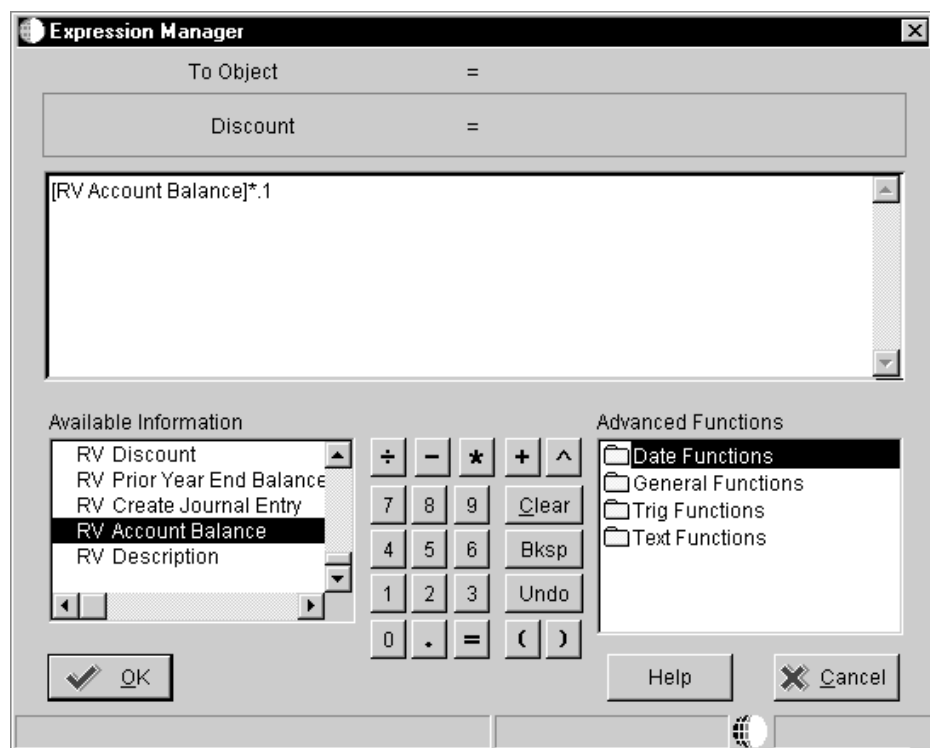 Expression Manager
To Object =
Discount =
[RV Account Balance]*.1
Available Information
Advanced Functions
RV Discount
RV Prior Year End Balance
RV Create Journal Entry
RV Account Balance
RV Description
÷ - * + ^
7 8 9 Clear
4 5 6 Bksp
1 2 3 Undo
0 . = ( )
Date Functions
General Functions
Trig Functions
Text Functions
OK
Help
Cancel